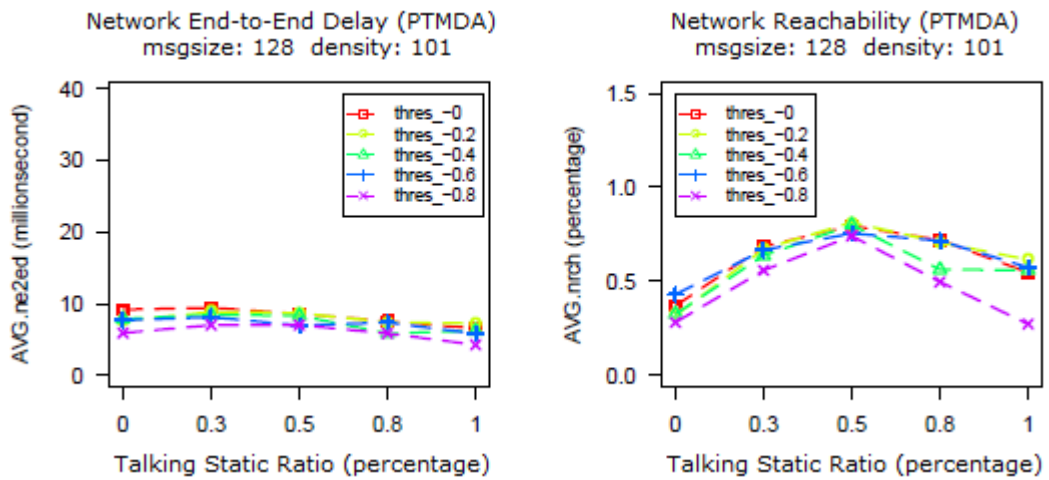 Network End-to-End Delay (PTMDA)
msgsize: 128 density: 101
AVG.ne2ed (millionsecond)
40
30
20
10
0
thres_-0
thres_-0.2
thres_-0.4
thres_-0.6
thres_-0.8
0 0.3 0.5 0.8 1
Talking Static Ratio (percentage)
Network Reachability (PTMDA)
msgsize: 128 density: 101
AVG.nrch (percentage)
1.5
1.0
0.5
0.0
thres_-0
thres_-0.2
thres_-0.4
thres_-0.6
thres_-0.8
0 0.3 0.5 0.8 1
Talking Static Ratio (percentage)